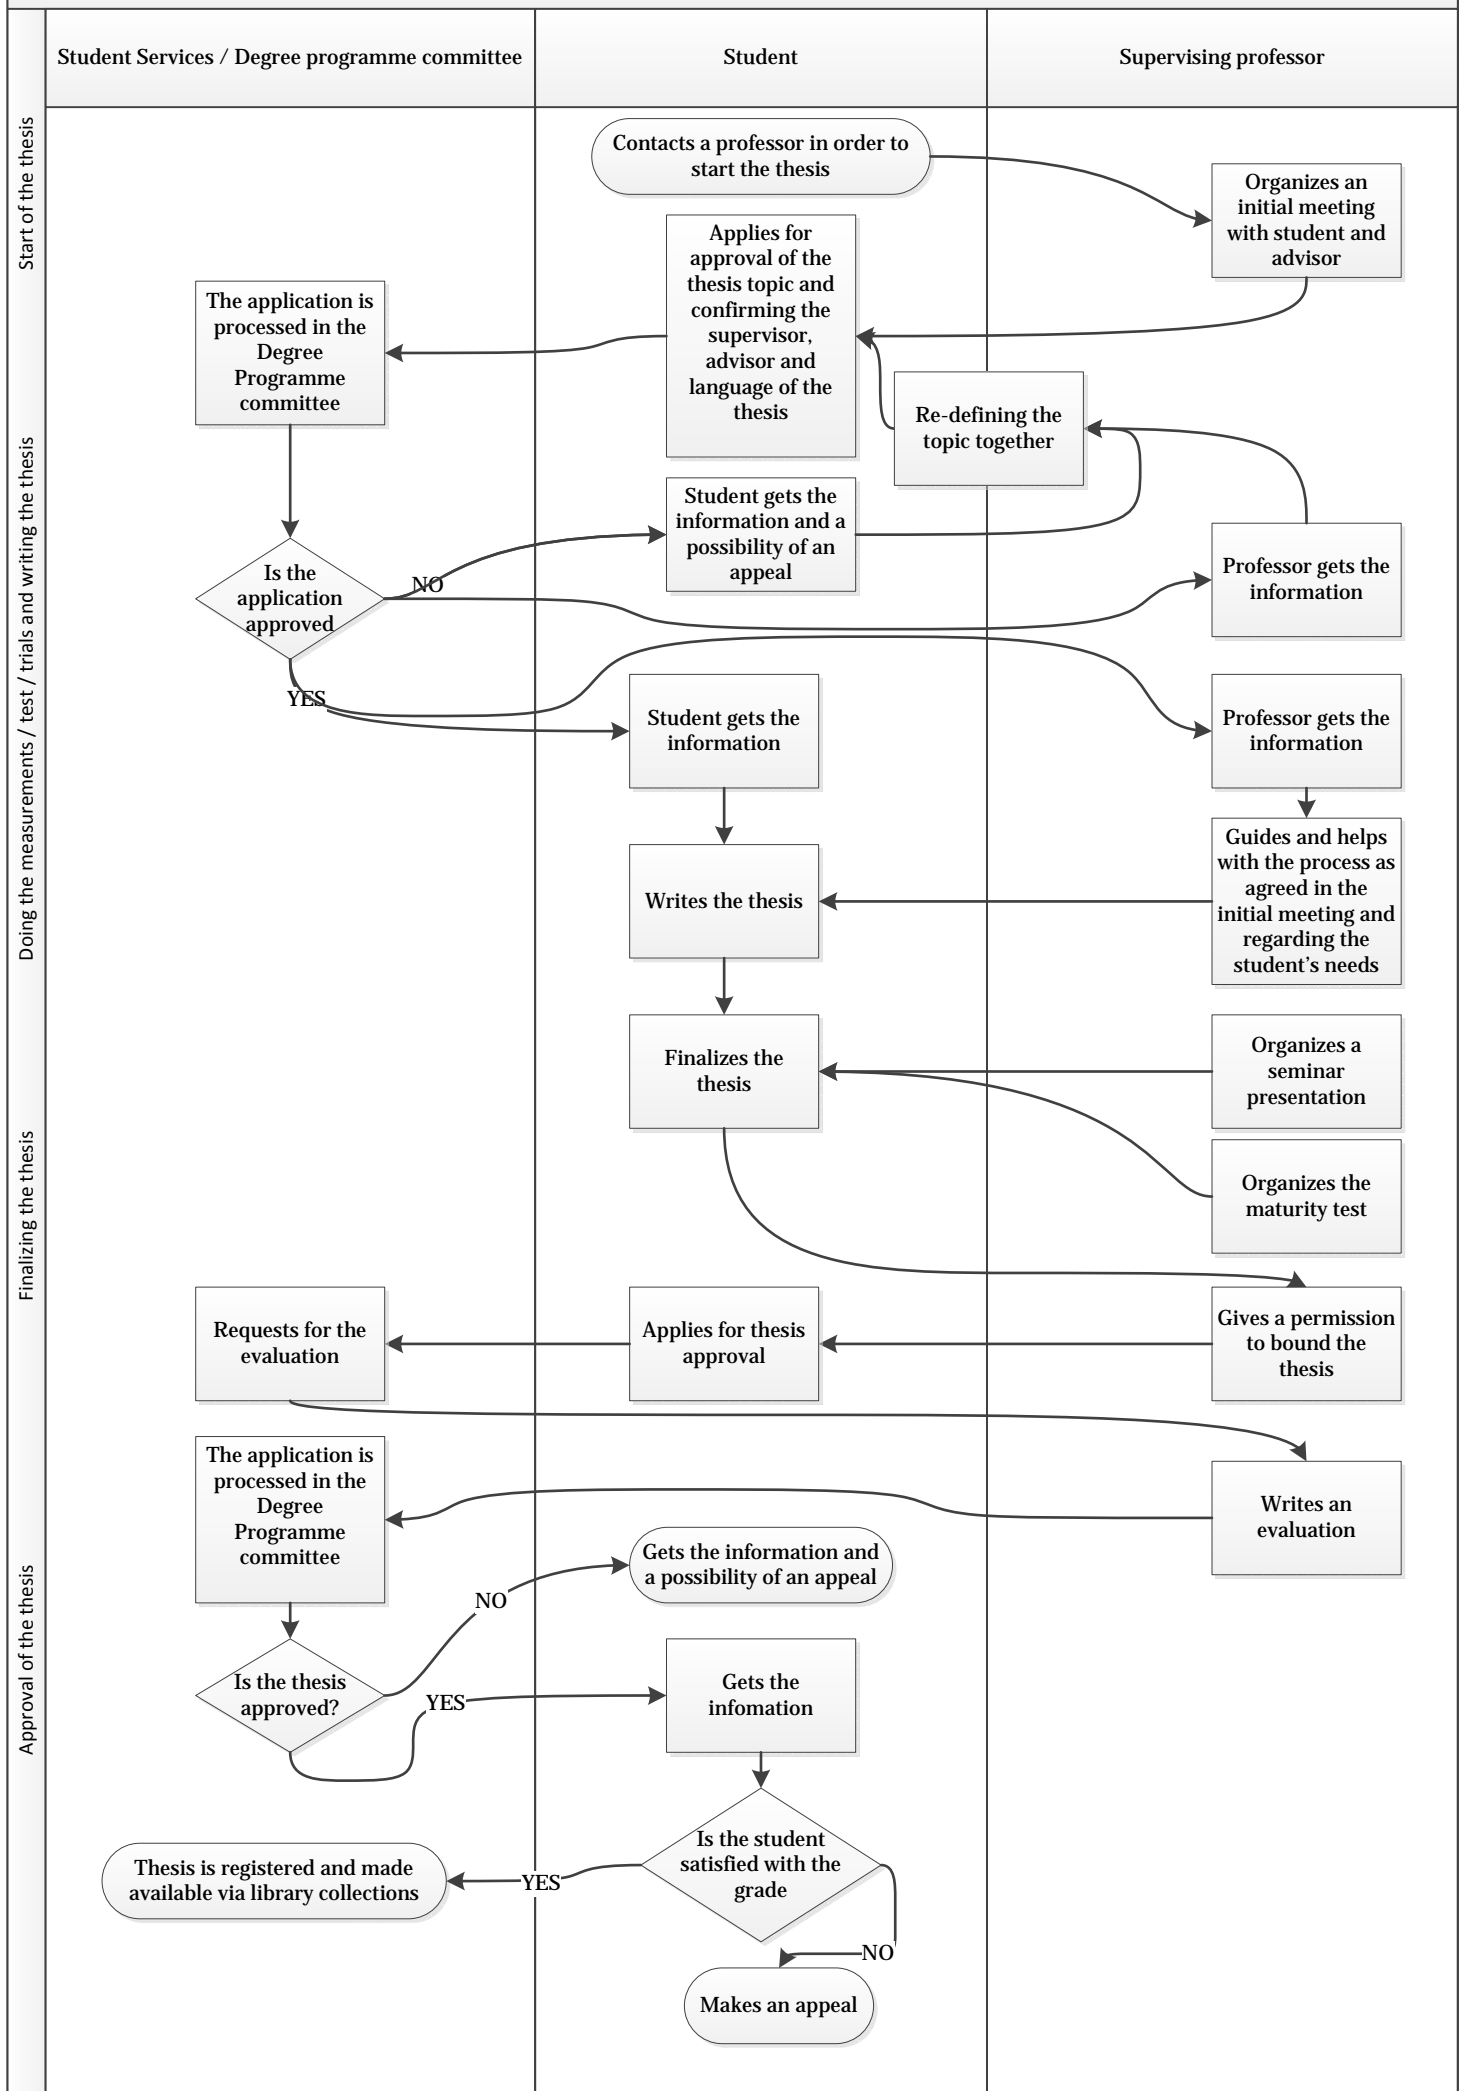 Student Services / Degree programme committee
Student
Supervising professor
Start of the thesis
Contacts a professor in order to
start the thesis
Organizes an
initial meeting
with student and
advisor
Applies for
approval of the
thesis topic and
confirming the
supervisor,
advisor and
language of the
thesis
The application is
processed in the
Degree
Programme
committee
Re-defining the
topic together
Doing the measurements / test / trials and writing the thesis
Student gets the
information and a
possibility of an
appeal
Professor gets the
information
Is the
application
approved
NO
YES
Student gets the
information
Professor gets the
information
Guides and helps
with the process as
agreed in the
initial meeting and
regarding the
student's needs
Writes the thesis
Finalizing the thesis
Finalizes the
thesis
Organizes a
seminar
presentation
Organizes the
maturity test
Requests for the
evaluation
Applies for thesis
approval
Gives a permission
to bound the
thesis
Approval of the thesis
The application is
processed in the
Degree
Programme
committee
Writes an
evaluation
Gets the information and
a possibility of an appeal
NO
Is the thesis
approved?
YES
Gets the
infomation
Is the student
satisfied with the
grade
YES
Thesis is registered and made
available via library collections
NO
Makes an appeal